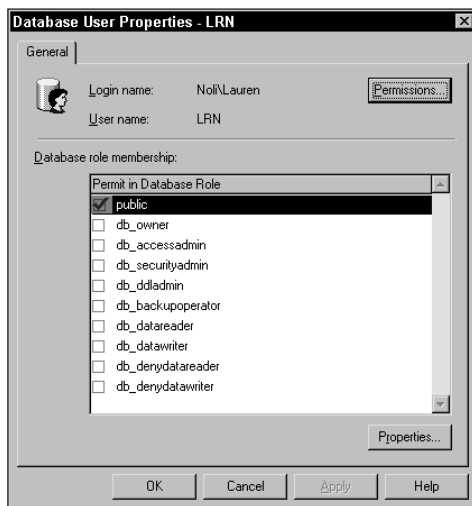 Database User Properties - LRN
General
Login name: Noli\Lauren Permissions...
User name: LRN
Database role membership:
Permit in Database Role
public
db_owner
db_accessadmin
db_securityadmin
db_ddladmin
db_backupoperator
db_datareader
db_datawriter
db_denydatareader
db_denydatawriter
Properties...
OK Cancel Apply Help